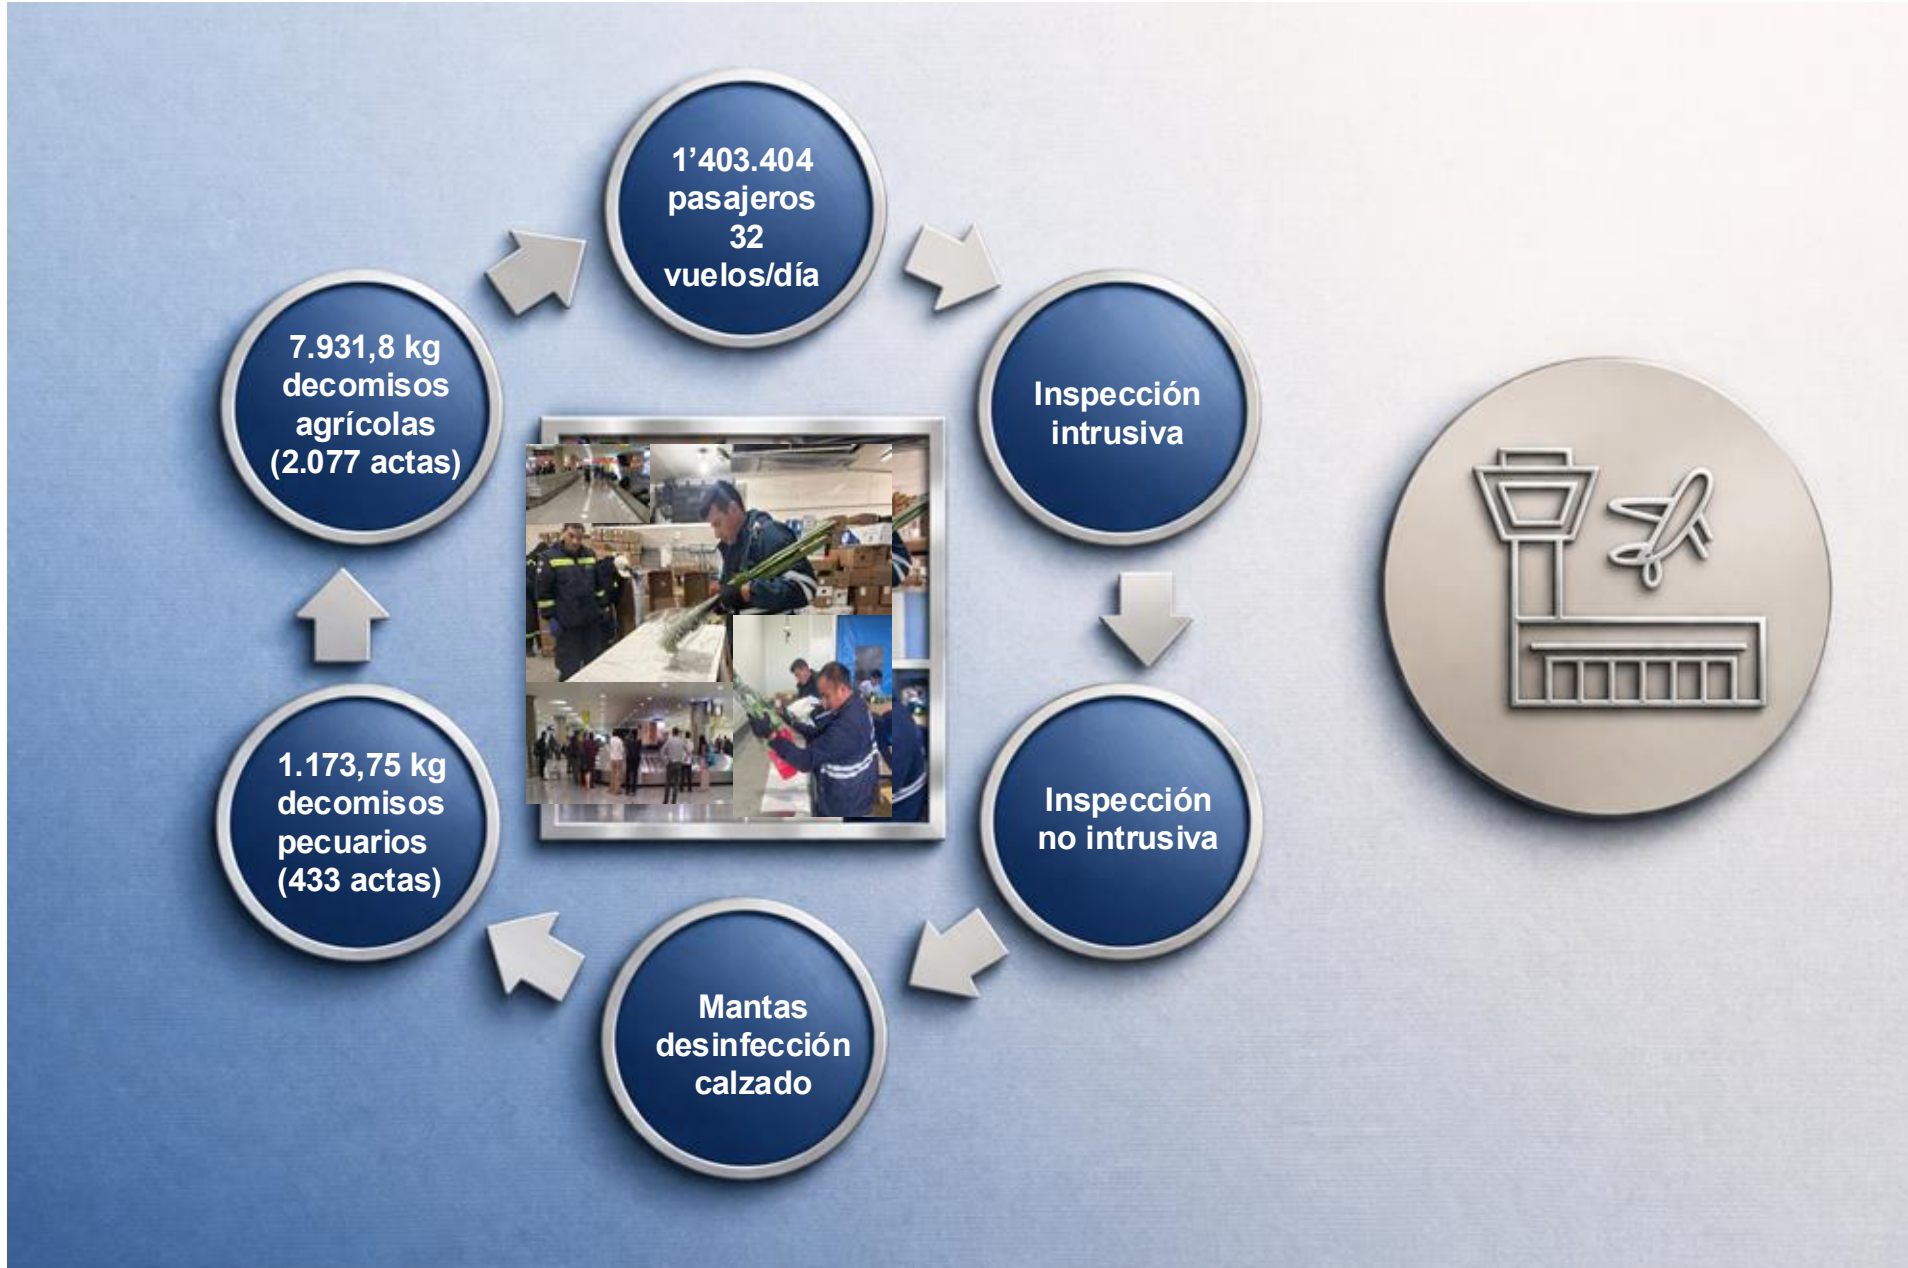 1’403.404
pasajeros
32
vuelos/día
Inspección
intrusiva
Inspección
no intrusiva
Mantas
desinfección
calzado
1.173,75 kg
decomisos
pecuarios
(433 actas)
7.931,8 kg
decomisos
agrícolas
(2.077 actas)